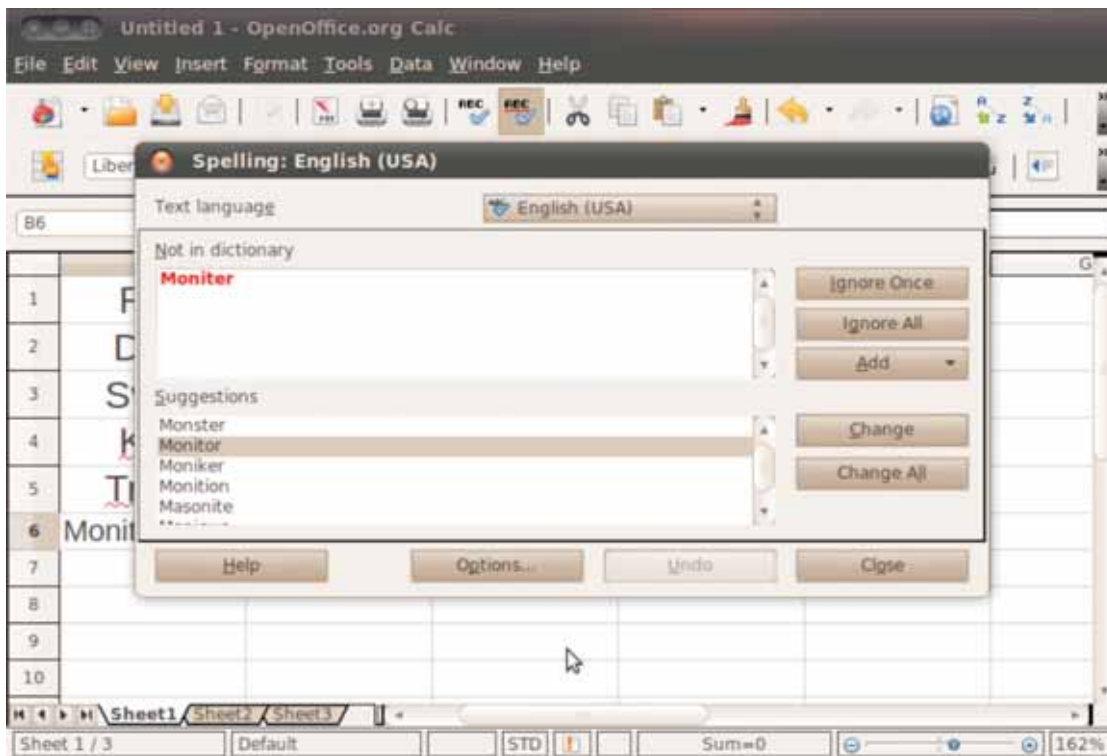 Untitled 1 - OpenOffice.org Calc
File Edit View Insert Format Tools Data Window Help
Liber
Spelling: English (USA)
Text language English (USA)
B6
Not in dictionary
Moniter
Ignore Once
Ignore All
Add
Suggestions
Monster
Monitor
Moniker
Monition
Masonite
Change
Change All
Help Options... Undo Close
G
1
2
3
4
5 Tr
6 Monit
7
8
9
10
Sheet1 Sheet2 Sheet3
Sheet 1 / 3 Default STD Sum=0 162%